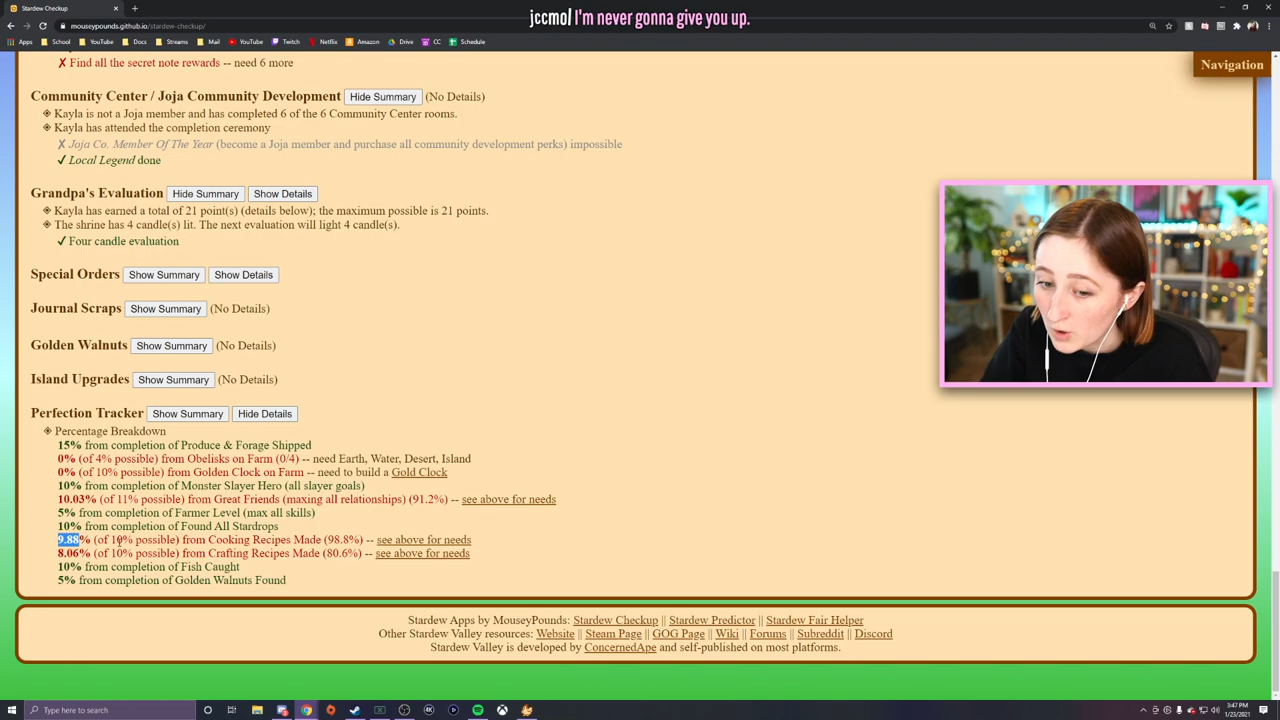 Stardew Checkup
jccmol I'm never gonna give you up.
mouseypounds.github.io/stardew-checkup/
Apps School YouTube Docs Streams Mail YouTube Twitch Netflix Amazon Drive CC Schedule
Navigation
✗ Find all the secret note rewards -- need 6 more
Community Center / Joja Community Development Hide Summary (No Details)
Kayla is not a Joja member and has completed 6 of the 6 Community Center rooms.
Kayla has attended the completion ceremony
✗ Joja Co. Member Of The Year (become a Joja member and purchase all community development perks) impossible
✓ Local Legend done
Grandpa's Evaluation Hide Summary Show Details
Kayla has earned a total of 21 point(s) (details below); the maximum possible is 21 points.
The shrine has 4 candle(s) lit. The next evaluation will light 4 candle(s).
✓ Four candle evaluation
Special Orders Show Summary Show Details
Journal Scraps Show Summary (No Details)
Golden Walnuts Show Summary (No Details)
Island Upgrades Show Summary (No Details)
Perfection Tracker Show Summary Hide Details
Percentage Breakdown
15% from completion of Produce & Forage Shipped
0% (of 4% possible) from Obelisks on Farm (0/4) -- need Earth, Water, Desert, Island
0% (of 10% possible) from Golden Clock on Farm -- need to build a Gold Clock
10% from completion of Monster Slayer Hero (all slayer goals)
10.03% (of 11% possible) from Great Friends (maxing all relationships) (91.2%) -- see above for needs
5% from completion of Farmer Level (max all skills)
10% from completion of Found All Stardrops
9.88% (of 10% possible) from Cooking Recipes Made (98.8%) -- see above for needs
8.06% (of 10% possible) from Crafting Recipes Made (80.6%) -- see above for needs
10% from completion of Fish Caught
5% from completion of Golden Walnuts Found
Stardew Apps by MouseyPounds: Stardew Checkup || Stardew Predictor || Stardew Fair Helper
Other Stardew Valley resources: Website || Steam Page || GOG Page || Wiki || Forums || Subreddit || Discord
Stardew Valley is developed by ConcernedApe and self-published on most platforms.
Type here to search
3:47 PM
1/23/2021